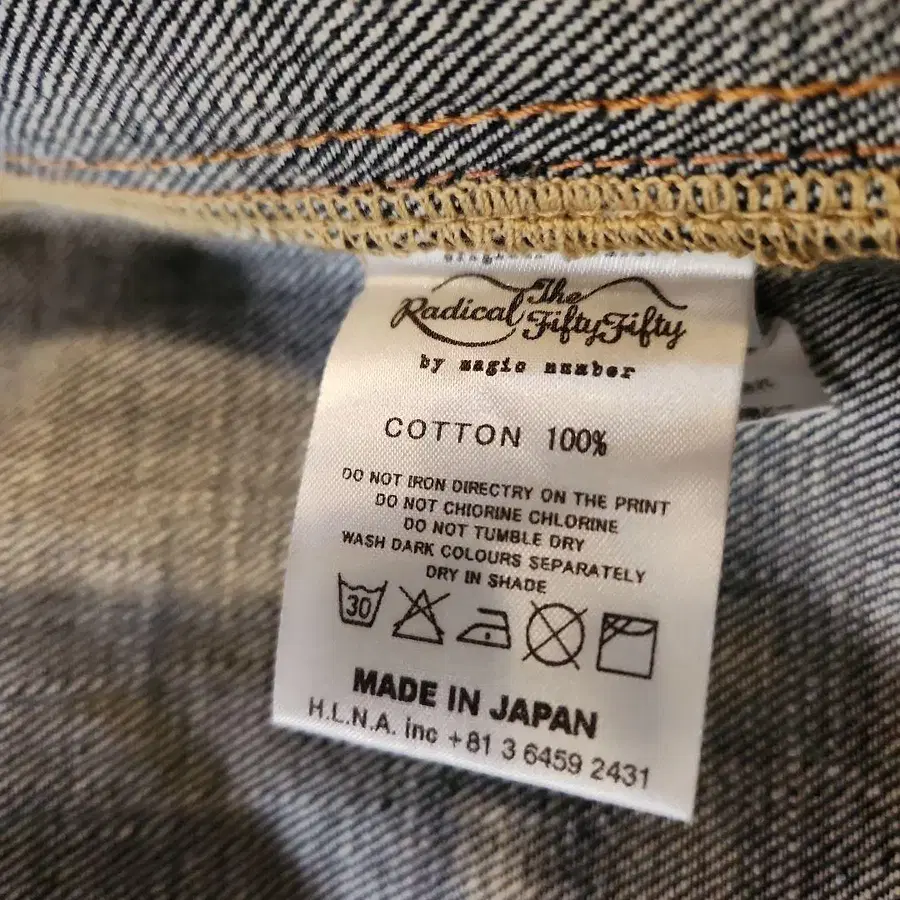 The
Radical FiftyFifty
by magic number
COTTON 100%
DO NOT IRON DIRECTRY ON THE PRINT
DO NOT CHIORINE CHLORINE
DO NOT TUMBLE DRY
WASH DARK COLOURS SEPARATELY
DRY IN SHADE
30
MADE IN JAPAN
H.L.N.A. inc +81 3 6459 2431